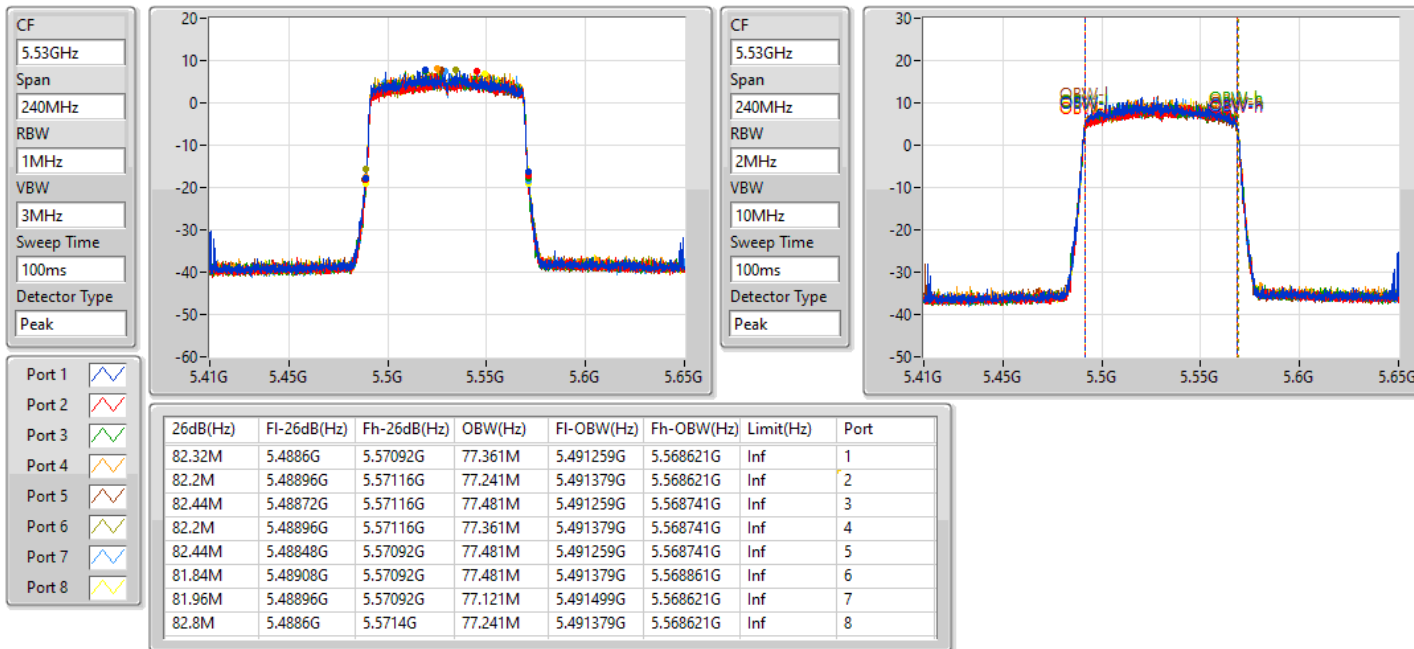 CF
5.53GHz
Span
240MHz
RBW
1MHz
VBW
3MHz
Sweep Time
100ms
Detector Type
Peak
20
10
0
-10
-20
-30
-40
-50
-60
5.41G 5.45G 5.5G 5.55G 5.6G 5.65G
CF
5.53GHz
Span
240MHz
RBW
2MHz
VBW
10MHz
Sweep Time
100ms
Detector Type
Peak
30
20
10
0
-10
-20
-30
-40
-50
5.41G 5.45G 5.5G 5.55G 5.6G 5.65G
Port 1
Port 2
Port 3
Port 4
Port 5
Port 6
Port 7
Port 8
26dB(Hz) Fl-26dB(Hz) Fh-26dB(Hz) OBW(Hz) Fl-OBW(Hz) Fh-OBW(Hz) Limit(Hz) Port
82.32M 5.4886G 5.57092G 77.361M 5.491259G 5.568621G Inf 1
82.2M 5.48896G 5.57116G 77.241M 5.491379G 5.568621G Inf 2
82.44M 5.48872G 5.57116G 77.481M 5.491259G 5.568741G Inf 3
82.2M 5.48896G 5.57116G 77.361M 5.491379G 5.568741G Inf 4
82.44M 5.48848G 5.57092G 77.481M 5.491259G 5.568741G Inf 5
81.84M 5.48908G 5.57092G 77.481M 5.491379G 5.568861G Inf 6
81.96M 5.48896G 5.57092G 77.121M 5.491499G 5.568621G Inf 7
82.8M 5.4886G 5.5714G 77.241M 5.491379G 5.568621G Inf 8